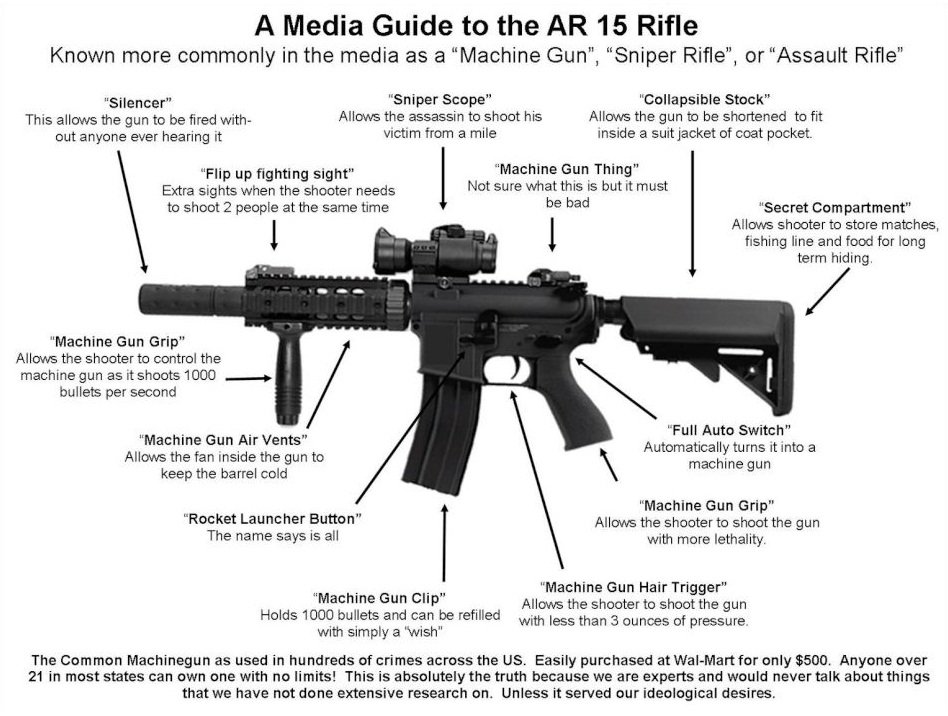 A Media Guide to the AR 15 Rifle
Known more commonly in the media as a “Machine Gun”, “Sniper Rifle”, or “Assault Rifle”
“Silencer”
This allows the gun to be fired with-
out anyone ever hearing it
“Sniper Scope”
Allows the assassin to shoot his
victim from a mile
“Collapsible Stock”
Allows the gun to be shortened to fit
inside a suit jacket of coat pocket.
“Flip up fighting sight”
Extra sights when the shooter needs
to shoot 2 people at the same time
“Machine Gun Thing”
Not sure what this is but it must
be bad
“Secret Compartment”
Allows shooter to store matches,
fishing line and food for long
term hiding.
“Machine Gun Grip”
Allows the shooter to control the
machine gun as it shoots 1000
bullets per second
“Machine Gun Air Vents”
Allows the fan inside the gun to
keep the barrel cold
“Full Auto Switch”
Automatically turns it into a
machine gun
“Rocket Launcher Button”
The name says is all
“Machine Gun Grip”
Allows the shooter to shoot the gun
with more lethality.
“Machine Gun Clip”
Holds 1000 bullets and can be refilled
with simply a “wish”
“Machine Gun Hair Trigger”
Allows the shooter to shoot the gun
with less than 3 ounces of pressure.
The Common Machinegun as used in hundreds of crimes across the US. Easily purchased at Wal-Mart for only $500. Anyone over
21 in most states can own one with no limits! This is absolutely the truth because we are experts and would never talk about things
that we have not done extensive research on. Unless it served our ideological desires.